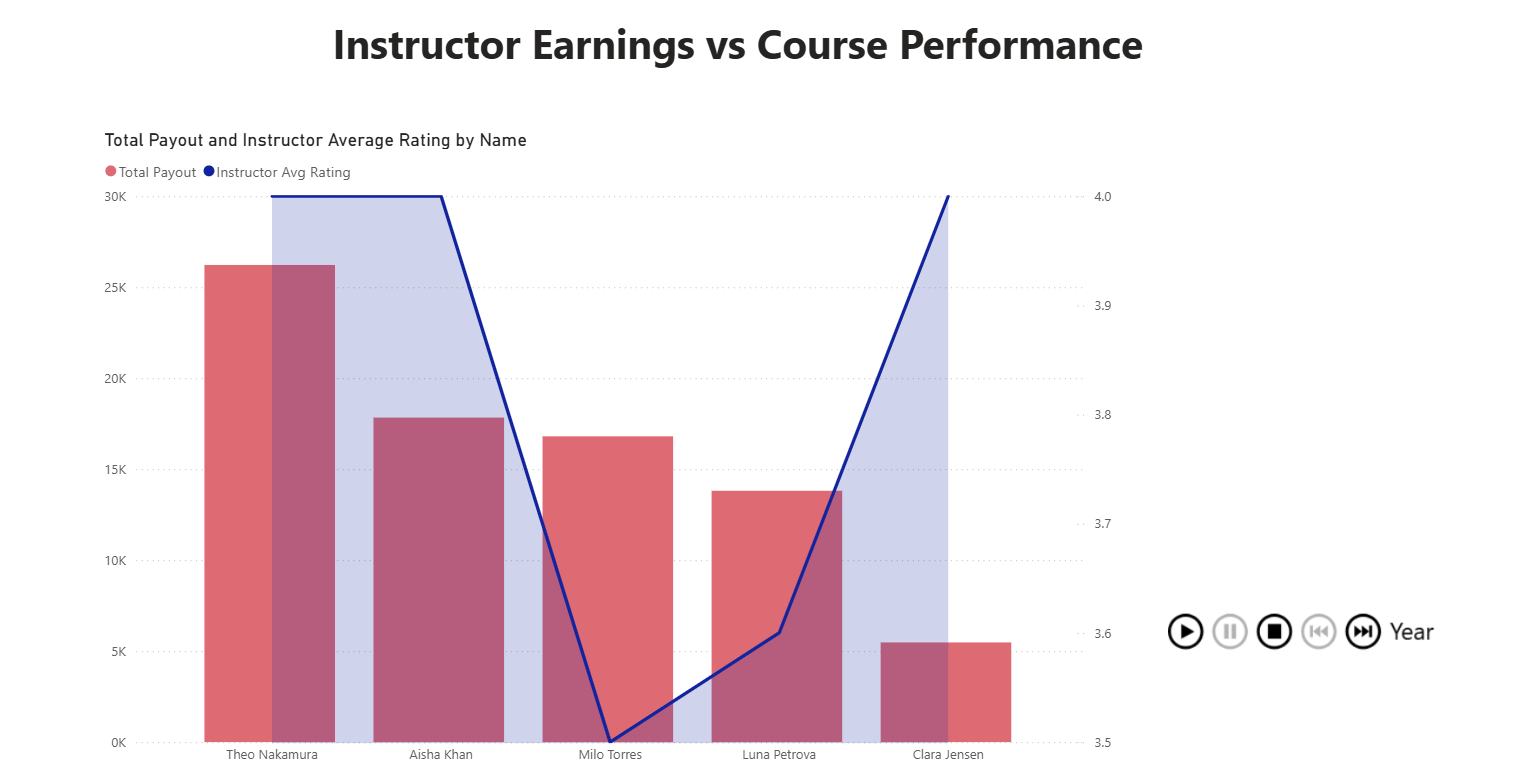 Instructor Earnings vs Course Performance
Total Payout and Instructor Average Rating by Name
Total Payout Instructor Avg Rating
30K 4.0
25K 3.9
20K 3.8
15K 3.7
10K 3.6
5K 3.5
0K
Theo Nakamura Aisha Khan Milo Torres Luna Petrova Clara Jensen
Year